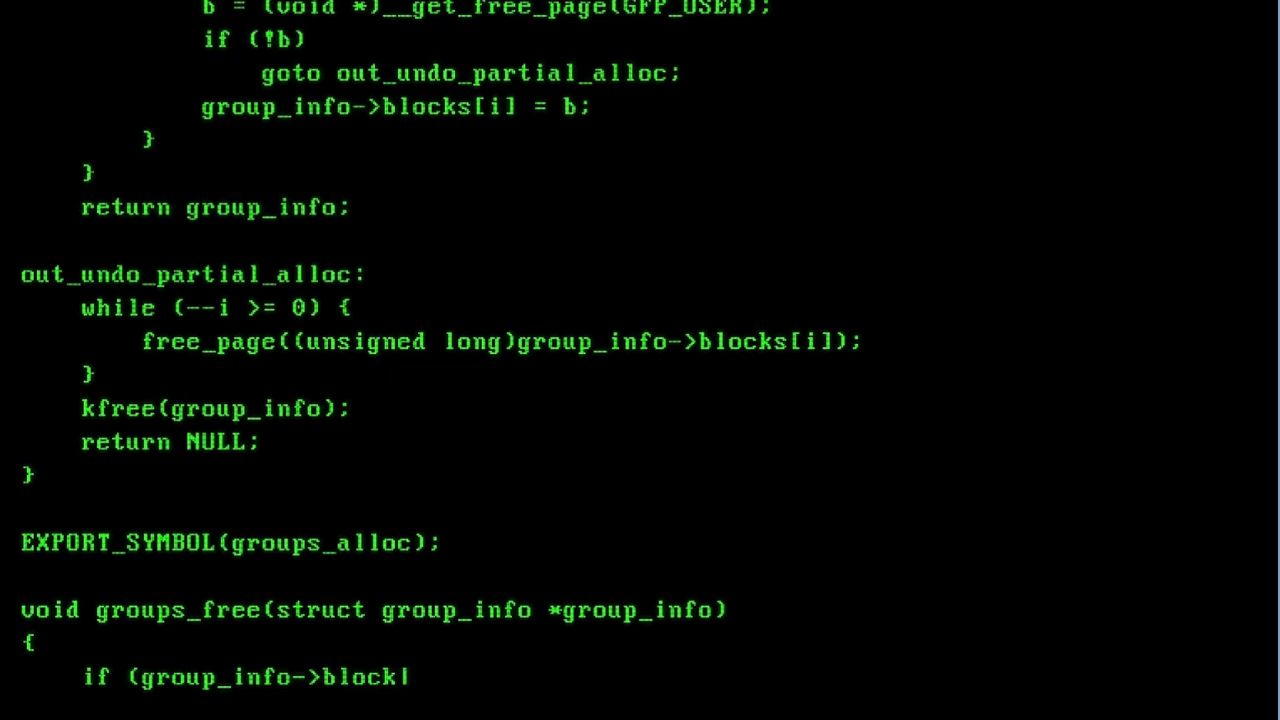 b = (void *)__get_free_page(GFP_USER);
if (!b)
goto out_undo_partial_alloc;
group_info->blocks[i] = b;
}
}
return group_info;
out_undo_partial_alloc:
while (--i >= 0) {
free_page((unsigned long)group_info->blocks[i]);
}
kfree(group_info);
return NULL;
}
EXPORT_SYMBOL(groups_alloc);
void groups_free(struct group_info *group_info)
{
if (group_info->block